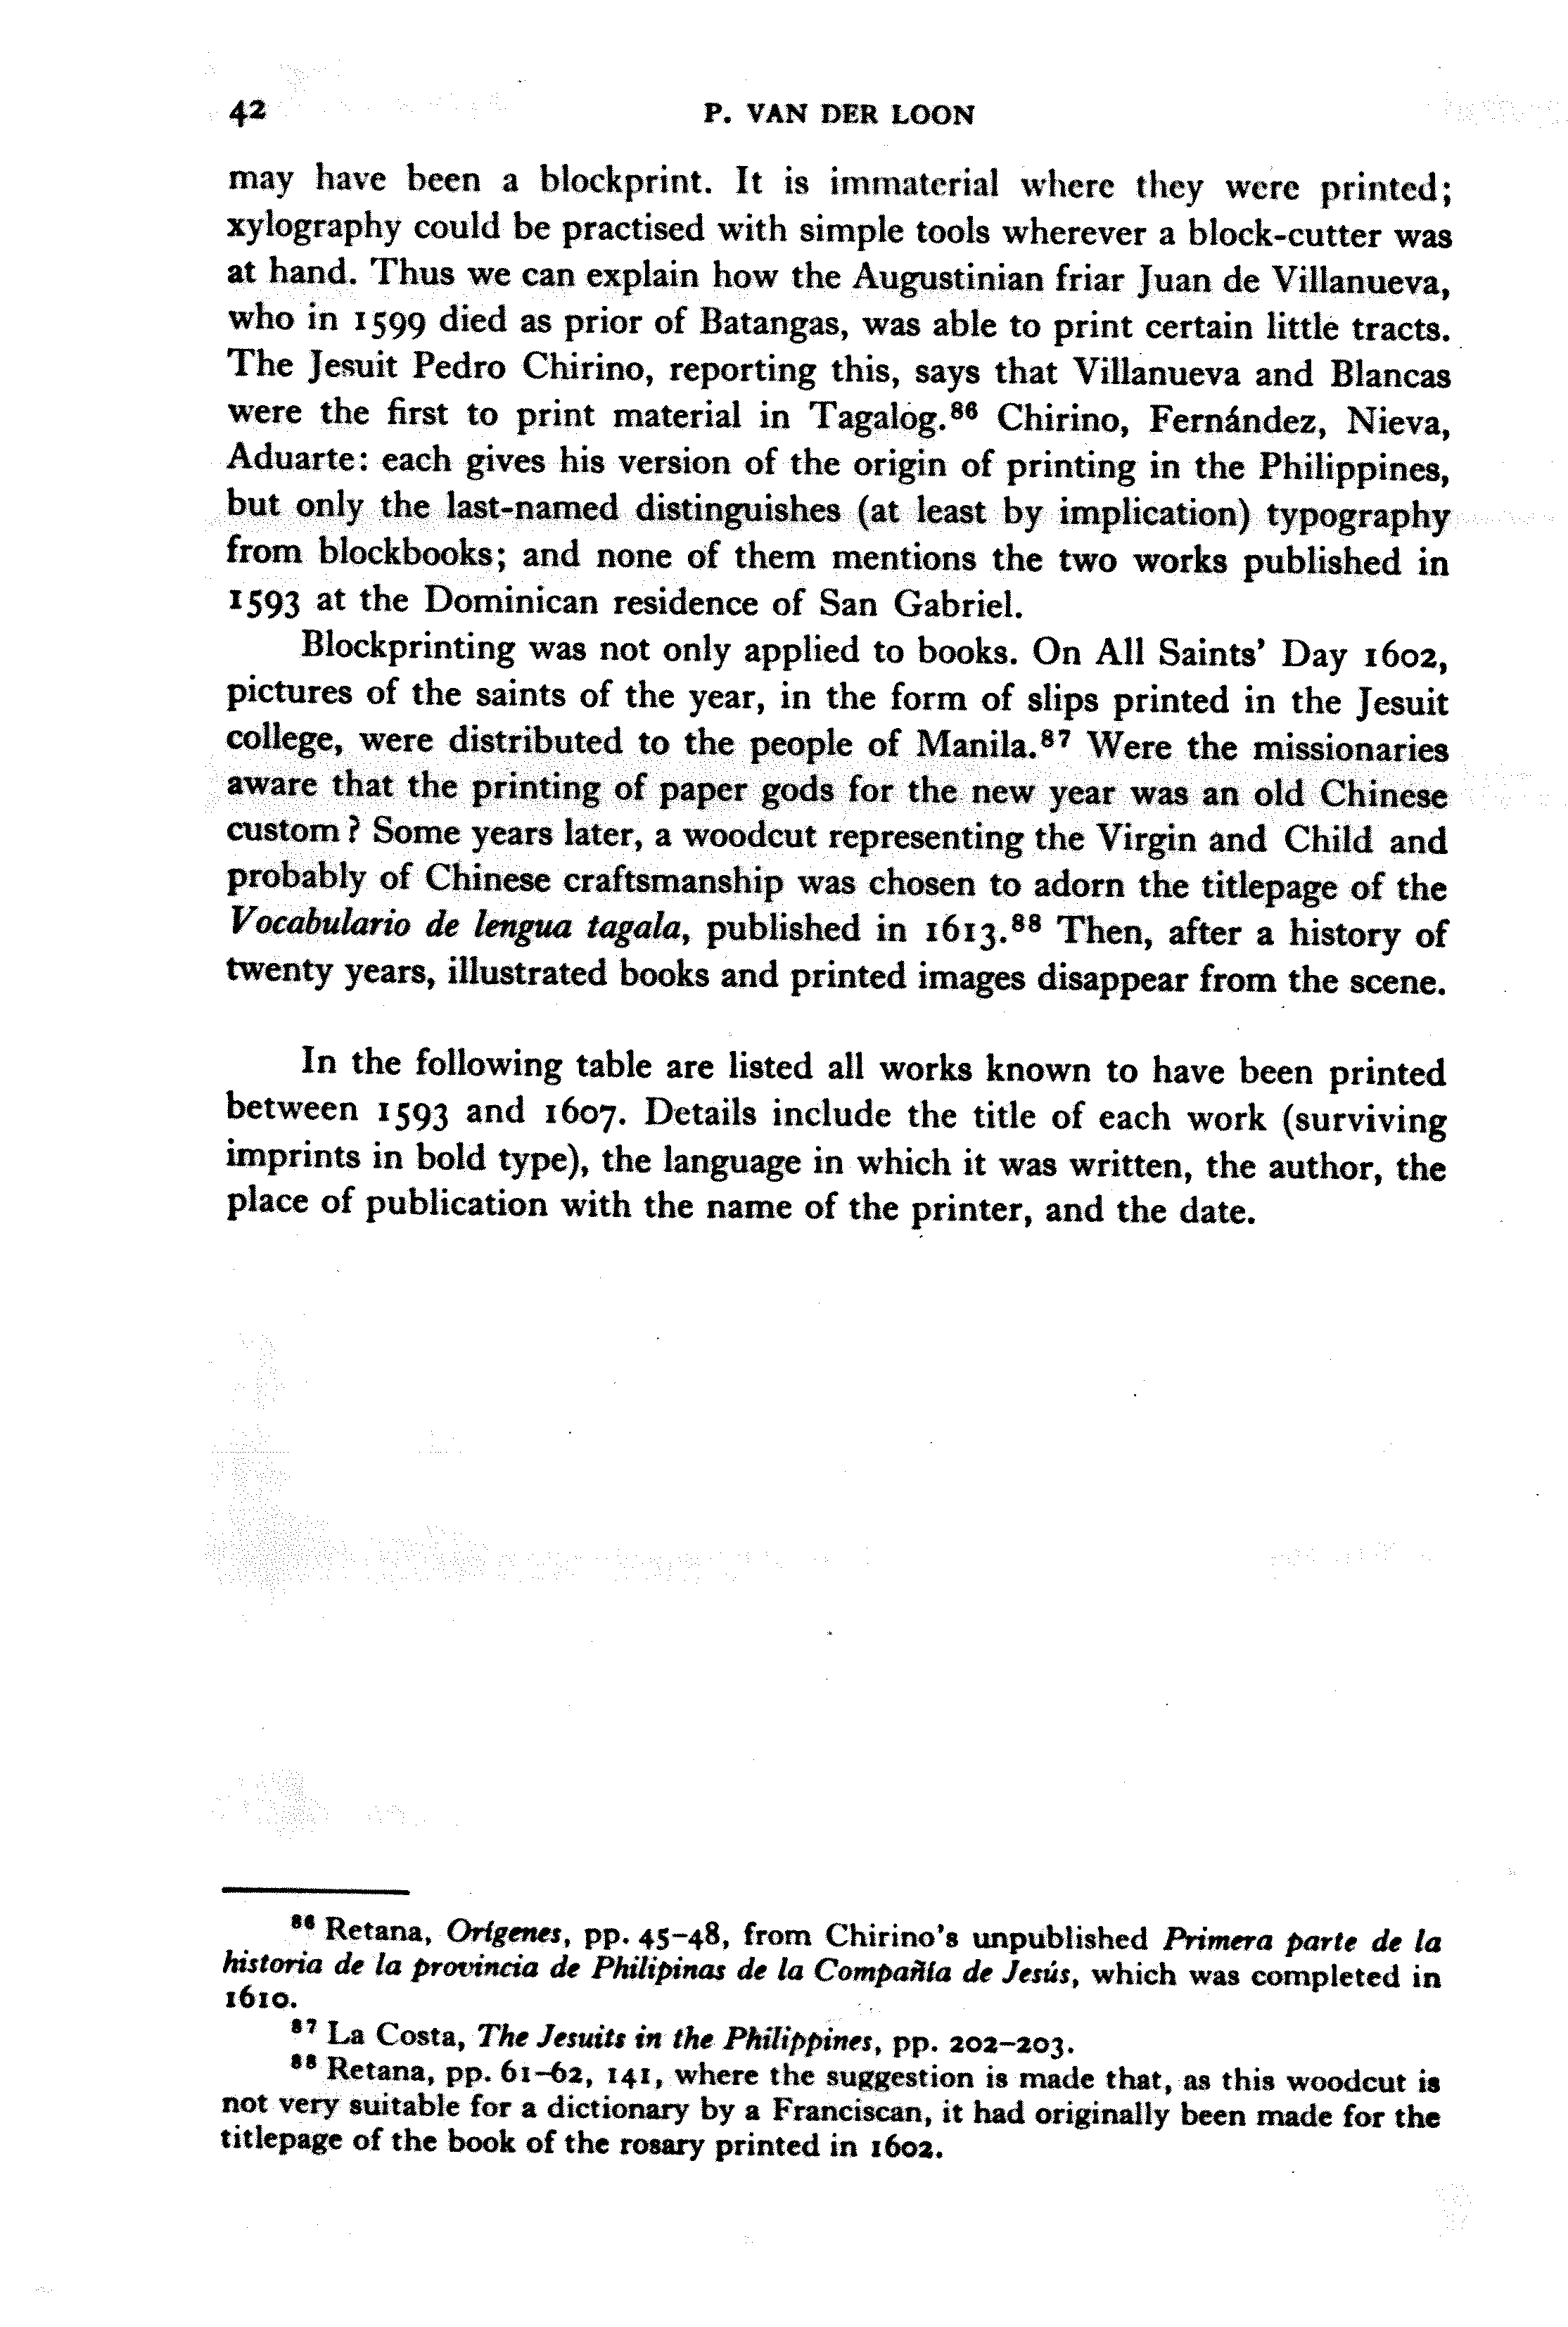 42
P. VAN DER LOON
may have been a blockprint. It is immaterial where they were printed;
xylography could be practised with simple tools wherever a block-cutter was
at hand. Thus we can explain how the Augustinian friar Juan de Villanueva,
who in 1599 died as prior of Batangas, was able to print certain little tracts.
The Jesuit Pedro Chirino, reporting this, says that Villanueva and Blancas
were the first to print material in Tagalog.⁸⁶ Chirino, Fernández, Nieva,
Aduarte: each gives his version of the origin of printing in the Philippines,
but only the last-named distinguishes (at least by implication) typography
from blockbooks; and none of them mentions the two works published in
1593 at the Dominican residence of San Gabriel.
Blockprinting was not only applied to books. On All Saints' Day 1602,
pictures of the saints of the year, in the form of slips printed in the Jesuit
college, were distributed to the people of Manila.⁸⁷ Were the missionaries
aware that the printing of paper gods for the new year was an old Chinese
custom? Some years later, a woodcut representing the Virgin and Child and
probably of Chinese craftsmanship was chosen to adorn the titlepage of the
Vocabulario de lengua tagala, published in 1613.⁸⁸ Then, after a history of
twenty years, illustrated books and printed images disappear from the scene.
In the following table are listed all works known to have been printed
between 1593 and 1607. Details include the title of each work (surviving
imprints in bold type), the language in which it was written, the author, the
place of publication with the name of the printer, and the date.
⁸⁶ Retana, Orígenes, pp. 45–48, from Chirino's unpublished Primera parte de la
historia de la provincia de Philipinas de la Compañía de Jesús, which was completed in
1610.
⁸⁷ La Costa, The Jesuits in the Philippines, pp. 202–203.
⁸⁸ Retana, pp. 61–62, 141, where the suggestion is made that, as this woodcut is
not very suitable for a dictionary by a Franciscan, it had originally been made for the
titlepage of the book of the rosary printed in 1602.